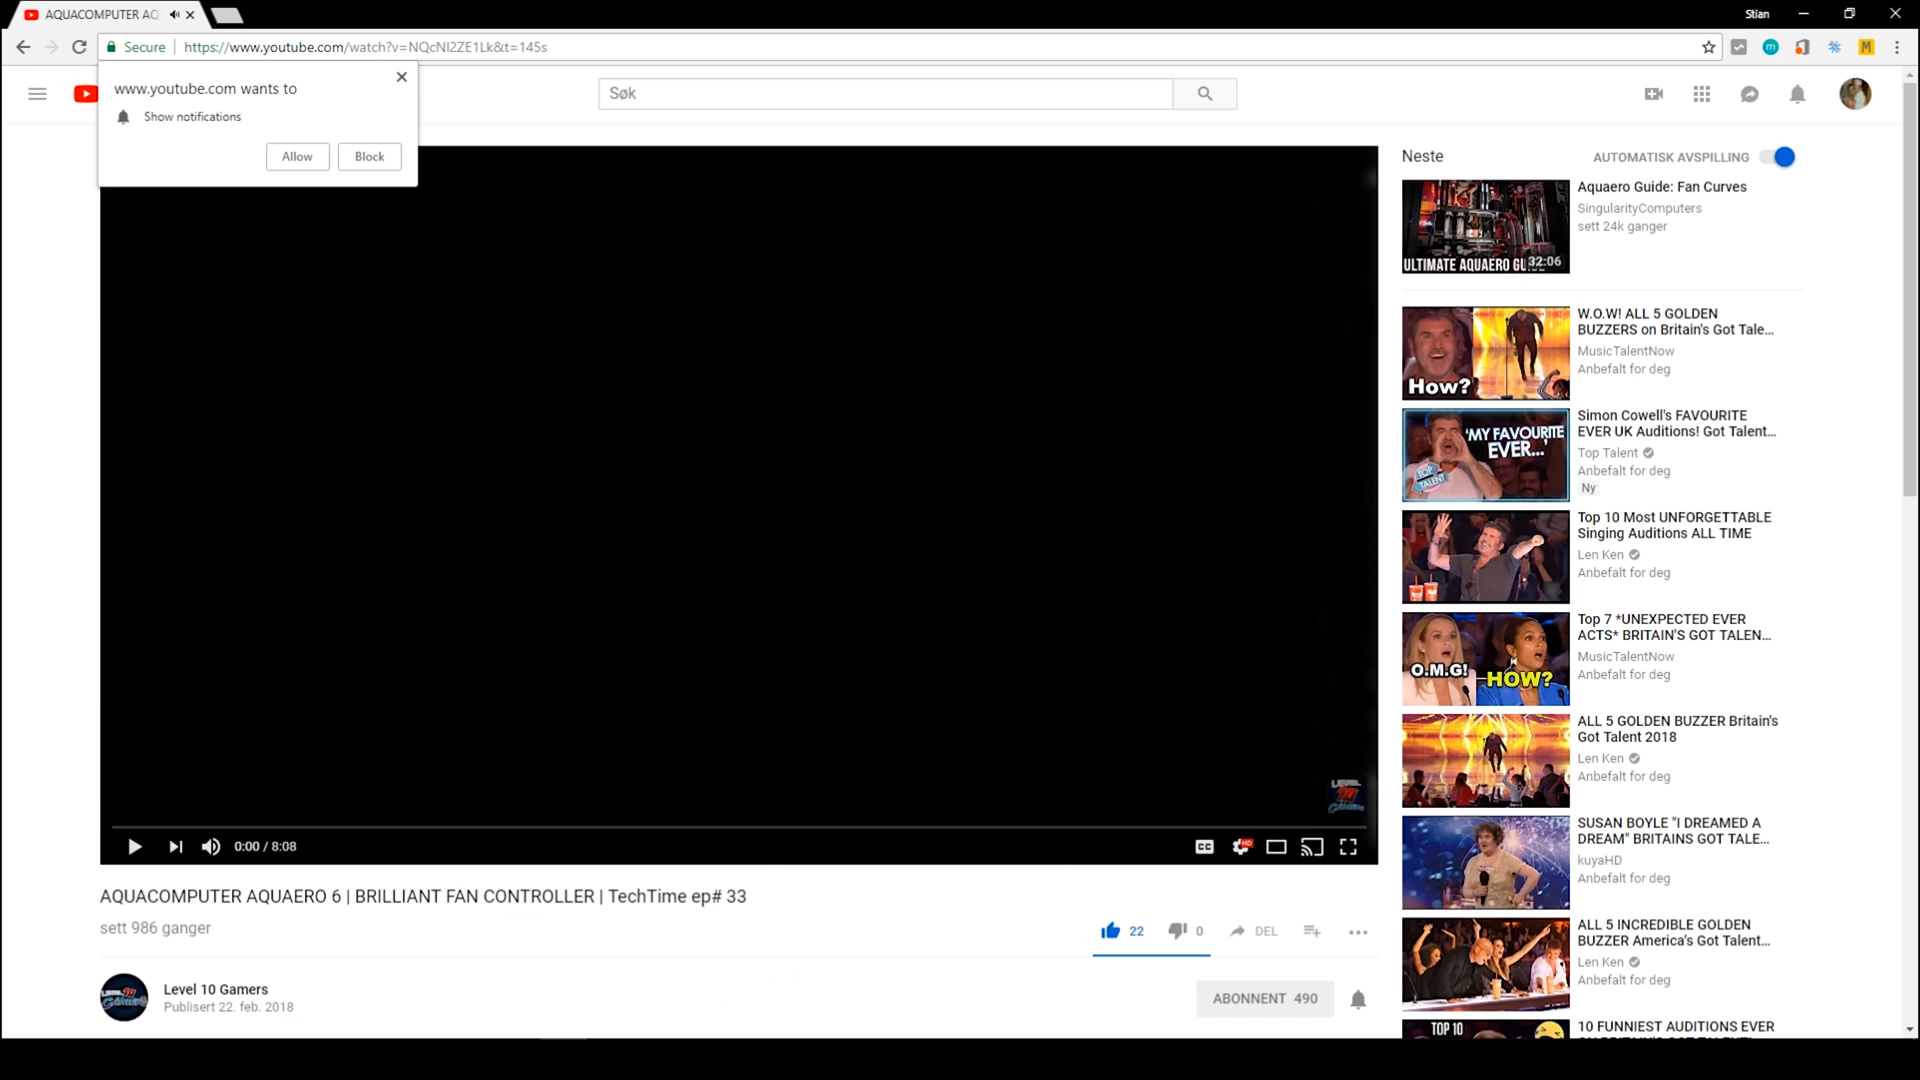 AQUACOMPUTER AQ
Stian
Secure
https://www.youtube.com/watch?v=NQcNI2ZE1Lk&t=145s
m
M
www.youtube.com wants to
Show notifications
Allow
Block
Søk
Neste
AUTOMATISK AVSPILLING
Aquaero Guide: Fan Curves
SingularityComputers
sett 24k ganger
ULTIMATE AQUAERO GU
32:06
W.O.W! ALL 5 GOLDEN
BUZZERS on Britain's Got Tale...
MusicTalentNow
Anbefalt for deg
How?
Simon Cowell's FAVOURITE
EVER UK Auditions! Got Talent...
Top Talent
Anbefalt for deg
Ny
'MY FAVOURITE
EVER...'
TOP
TALENT
Top 10 Most UNFORGETTABLE
Singing Auditions ALL TIME
Len Ken
Anbefalt for deg
Top 7 *UNEXPECTED EVER
ACTS* BRITAIN'S GOT TALEN...
MusicTalentNow
Anbefalt for deg
O.M.G!
HOW?
ALL 5 GOLDEN BUZZER Britain's
Got Talent 2018
Len Ken
Anbefalt for deg
SUSAN BOYLE "I DREAMED A
DREAM" BRITAINS GOT TALE...
kuyaHD
Anbefalt for deg
ALL 5 INCREDIBLE GOLDEN
BUZZER America's Got Talent...
Len Ken
Anbefalt for deg
TOP 10
10 FUNNIEST AUDITIONS EVER
LEVEL
10
Gamers
0:00 / 8:08
CC
HD
AQUACOMPUTER AQUAERO 6 | BRILLIANT FAN CONTROLLER | TechTime ep# 33
sett 986 ganger
22
0
DEL
Level 10 Gamers
Publisert 22. feb. 2018
ABONNENT 490